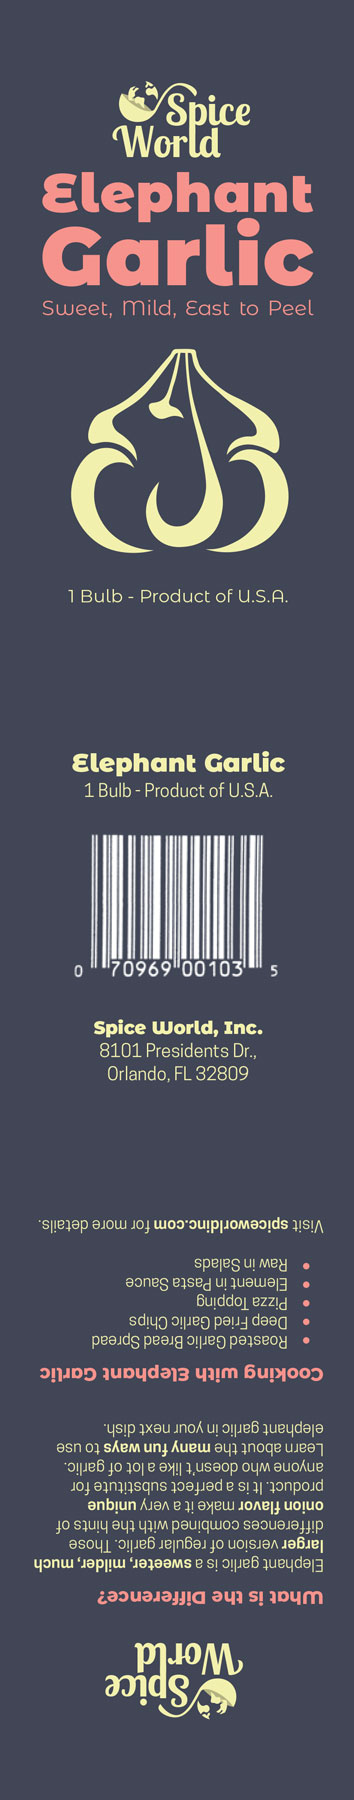 Spice
World
Elephant
Garlic
Sweet, Mild, East to Peel
1 Bulb - Product of U.S.A.
Elephant Garlic
1 Bulb - Product of U.S.A.
0 70969 00103 5
Spice World, Inc.
8101 Presidents Dr.,
Orlando, FL 32809
Spice
World
What is the Difference?
Elephant garlic is a sweeter, milder, much
larger version of regular garlic. Those
differences combined with the hints of
onion flavor make it a very unique
product. It is a perfect substitute for
anyone who doesn't like a lot of garlic.
Learn about the many fun ways to use
elephant garlic in your next dish.
Cooking with Elephant Garlic
• Roasted Garlic Bread Spread
• Deep Fried Garlic Chips
• Pizza Topping
• Element in Pasta Sauce
• Raw in Salads
Visit spiceworldinc.com for more details.